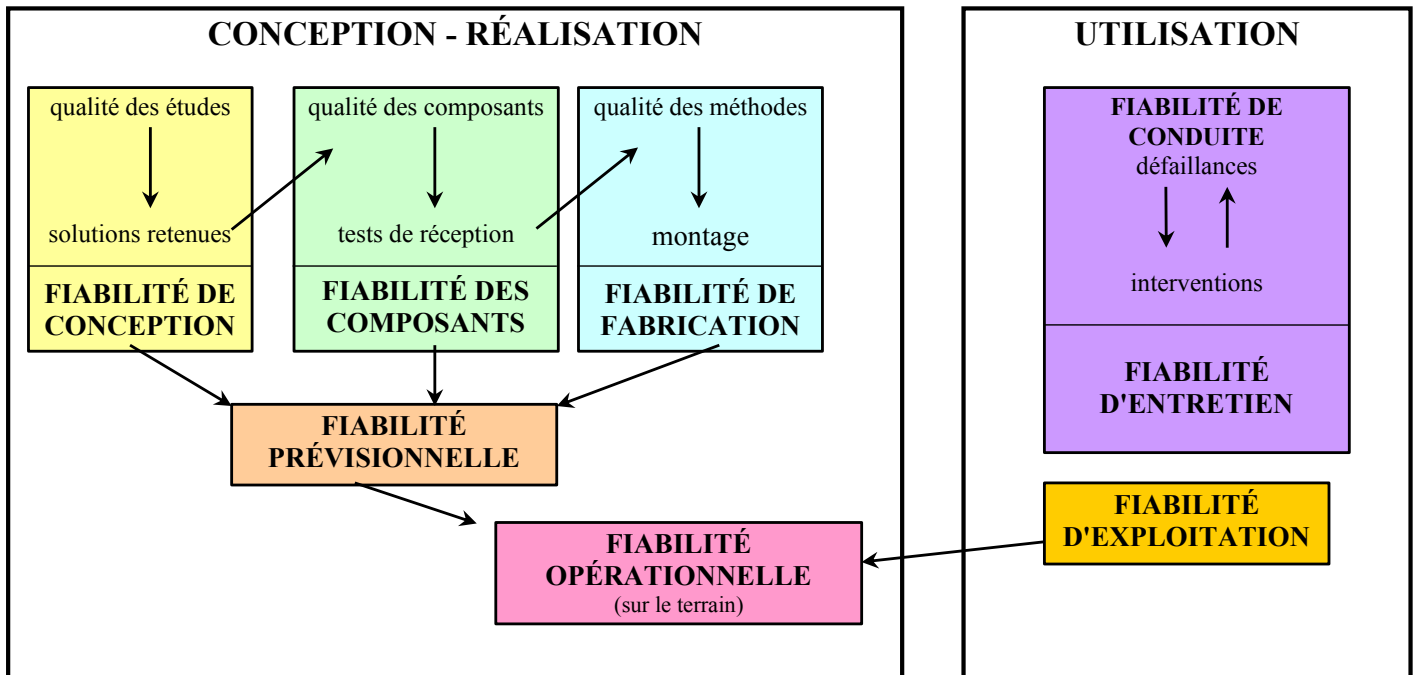 CONCEPTION - RÉALISATION
qualité des études
solutions retenues
FIABILITÉ DE
CONCEPTION
qualité des composants
tests de réception
FIABILITÉ DES
COMPOSANTS
qualité des méthodes
montage
FIABILITÉ DE
FABRICATION
FIABILITÉ
PRÉVISIONNELLE
FIABILITÉ
OPÉRATIONNELLE
(sur le terrain)
UTILISATION
FIABILITÉ DE
CONDUITE
défaillances
interventions
FIABILITÉ
D'ENTRETIEN
FIABILITÉ
D'EXPLOITATION